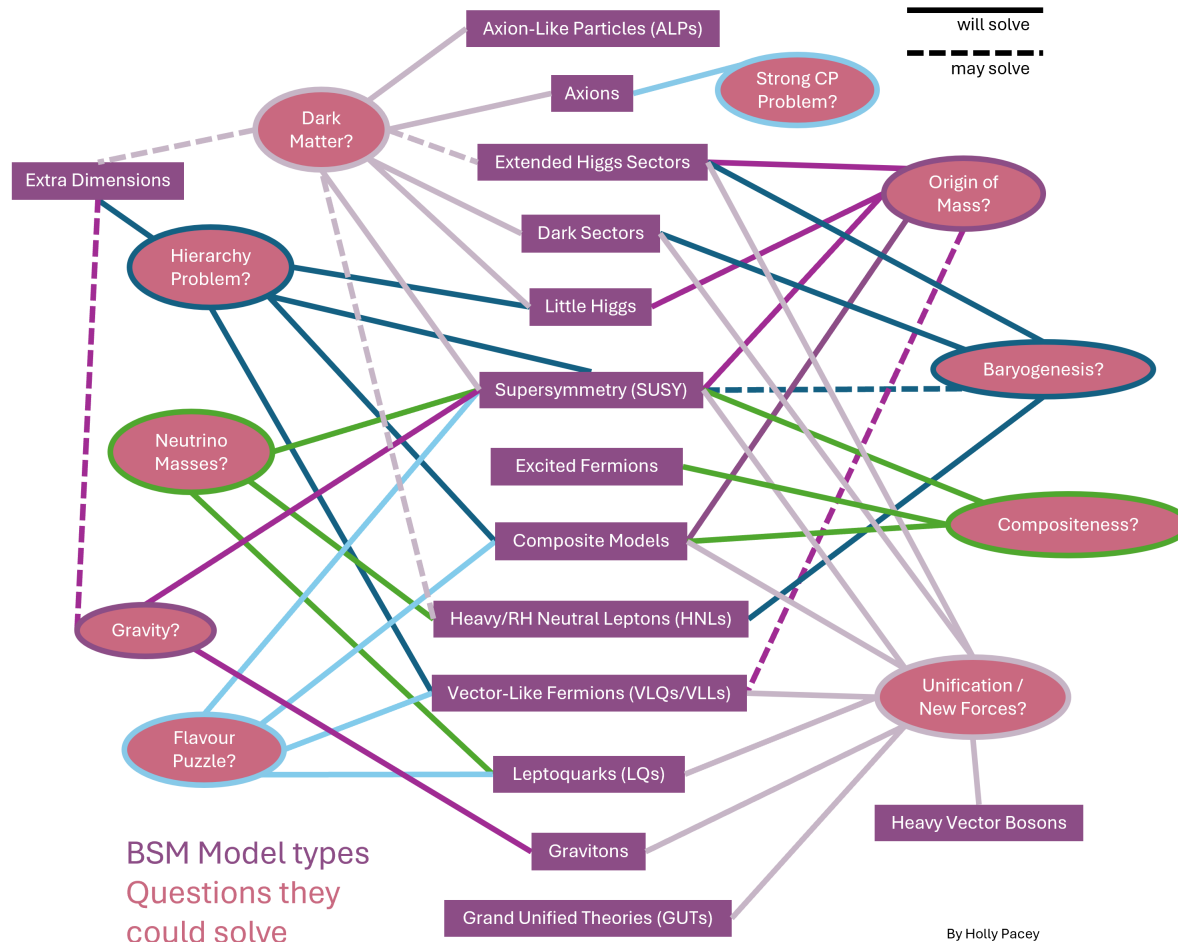 Axion-Like Particles (ALPs)
will solve
may solve
Axions
Strong CP
Problem?
Dark
Matter?
Extended Higgs Sectors
Extra Dimensions
Origin of
Mass?
Dark Sectors
Hierarchy
Problem?
Little Higgs
Baryogenesis?
Supersymmetry (SUSY)
Neutrino
Masses?
Excited Fermions
Compositeness?
Composite Models
Heavy/RH Neutral Leptons (HNLs)
Gravity?
Vector-Like Fermions (VLQs/VLLs)
Unification /
New Forces?
Flavour
Puzzle?
Leptoquarks (LQs)
Heavy Vector Bosons
Gravitons
BSM Model types
Questions they
could solve
Grand Unified Theories (GUTs)
By Holly Pacey